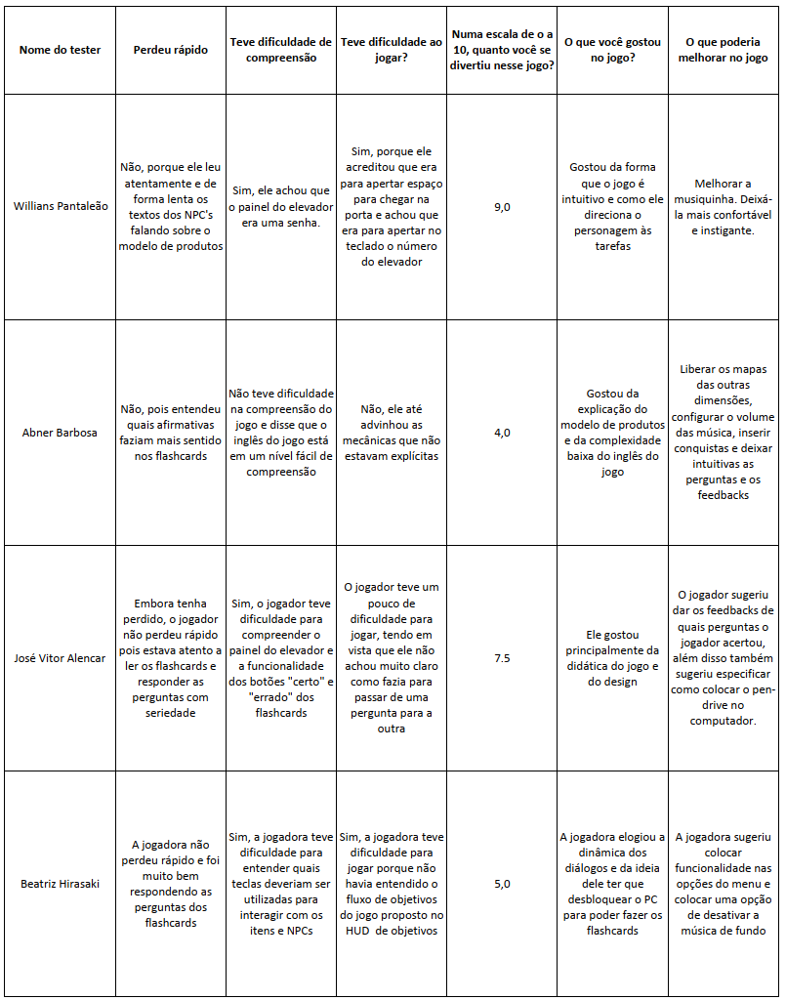 Nome do tester
Perdeu rápido
Teve dificuldade de
compreensão
Teve dificuldade ao
jogar?
Numa escala de o a
10, quanto você se
divertiu nesse jogo?
O que você gostou
no jogo?
O que poderia
melhorar no jogo
Willians Pantaleão
Não, porque ele leu
atentamente e de
forma lenta os
textos dos NPC's
falando sobre o
modelo de produtos
Sim, ele achou que
o painel do elevador
era uma senha.
Sim, porque ele
acreditou que era
para apertar espaço
para chegar na
porta e achou que
era para apertar no
teclado o número
do elevador
9,0
Gostou da forma
que o jogo é
intuitivo e como ele
direciona o
personagem às
tarefas
Melhorar a
musiquinha. Deixá-
la mais confortável
e instigante.
Abner Barbosa
Não, pois entendeu
quais afirmativas
faziam mais sentido
nos flashcards
Não teve dificuldade
na compreensão do
jogo e disse que o
inglês do jogo está
em um nível fácil de
compreensão
Não, ele até
advinhou as
mecânicas que não
estavam explícitas
4,0
Gostou da
explicação do
modelo de produtos
e da complexidade
baixa do inglês do
jogo
Liberar os mapas
das outras
dimensões,
configurar o volume
das música, inserir
conquistas e deixar
intuitivas as
perguntas e os
feedbacks
José Vitor Alencar
Embora tenha
perdido, o jogador
não perdeu rápido
pois estava atento a
ler os flashcards e
responder as
perguntas com
seriedade
Sim, o jogador teve
dificuldade para
compreender o
painel do elevador e
a funcionalidade
dos botões "certo" e
"errado" dos
flashcards
O jogador teve um
pouco de
dificuldade para
jogar, tendo em
vista que ele não
achou muito claro
como fazia para
passar de uma
pergunta para a
outra
7.5
Ele gostou
principalmente da
didática do jogo e
do design
O jogador sugeriu
dar os feedbacks de
quais perguntas o
jogador acertou,
além disso também
sugeriu especificar
como colocar o pen-
drive no
computador.
Beatriz Hirasaki
A jogadora não
perdeu rápido e foi
muito bem
respondendo as
perguntas dos
flashcards
Sim, a jogadora teve
dificuldade para
entender quais
teclas deveriam ser
utilizadas para
interagir com os
itens e NPCs
Sim, a jogadora teve
dificuldade para
jogar porque não
havia entendido o
fluxo de objetivos
do jogo proposto no
HUD de objetivos
5,0
A jogadora elogiou a
dinâmica dos
diálogos e da ideia
dele ter que
desbloquear o PC
para poder fazer os
flashcards
A jogadora sugeriu
colocar
funcionalidade nas
opções do menu e
colocar uma opção
de desativar a
música de fundo